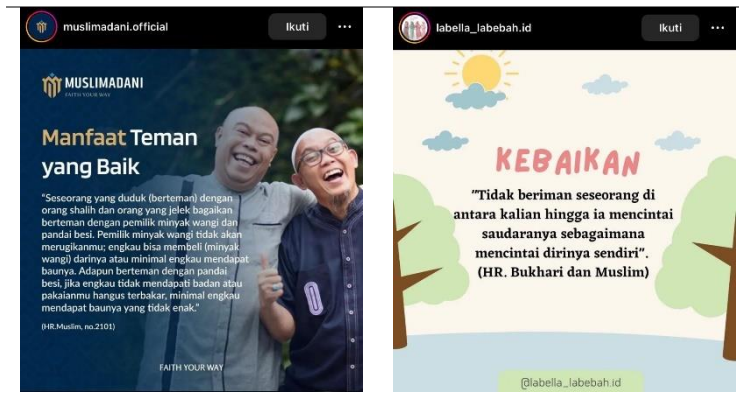 muslimadani.official
Ikuti
MUSLIMADANI
FAITH YOUR WAY
Manfaat Teman
yang Baik
"Seseorang yang duduk (berteman) dengan
orang shalih dan orang yang jelek bagaikan
berteman dengan pemilik minyak wangi dan
pandai besi. Pemilik minyak wangi tidak akan
merugikanmu; engkau bisa membeli (minyak
wangi) darinya atau minimal engkau mendapat
baunya. Adapun berteman dengan pandai
besi, jika engkau tidak mendapati badan atau
pakaianmu hangus terbakar, minimal engkau
mendapat baunya yang tidak enak."
(HR.Muslim, no.2101)
FAITH YOUR WAY
labella_labebah.id
Ikuti
KEBAIKAN
"Tidak beriman seseorang di
antara kalian hingga ia mencintai
saudaranya sebagaimana
mencintai dirinya sendiri".
(HR. Bukhari dan Muslim)
@labella_labebah.id